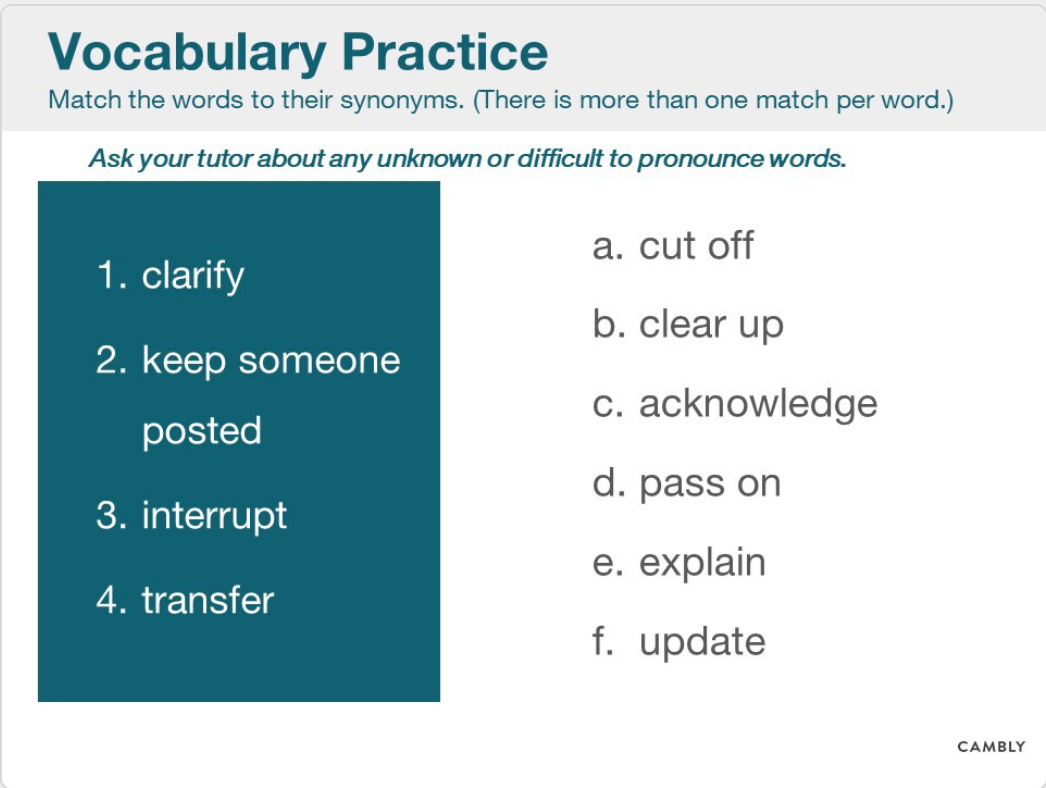 Vocabulary Practice
Match the words to their synonyms. (There is more than one match per word.)
Ask your tutor about any unknown or difficult to pronounce words.
1. clarify
2. keep someone
posted
3. interrupt
4. transfer
a. cut off
b. clear up
c. acknowledge
d. pass on
e. explain
f. update
CAMBLY